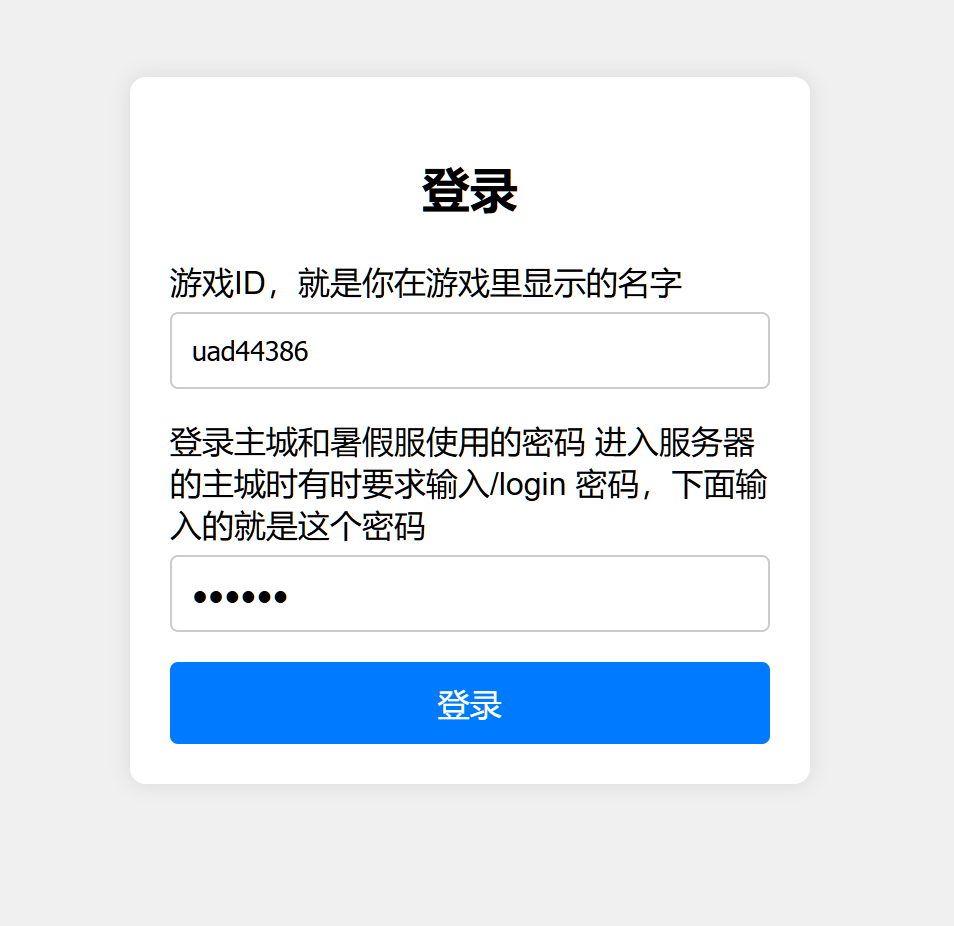 登录
游戏ID，就是你在游戏里显示的名字
uad44386
登录主城和暑假服使用的密码 进入服务器
的主城时有时要求输入/login 密码，下面输
入的就是这个密码
••••••
登录